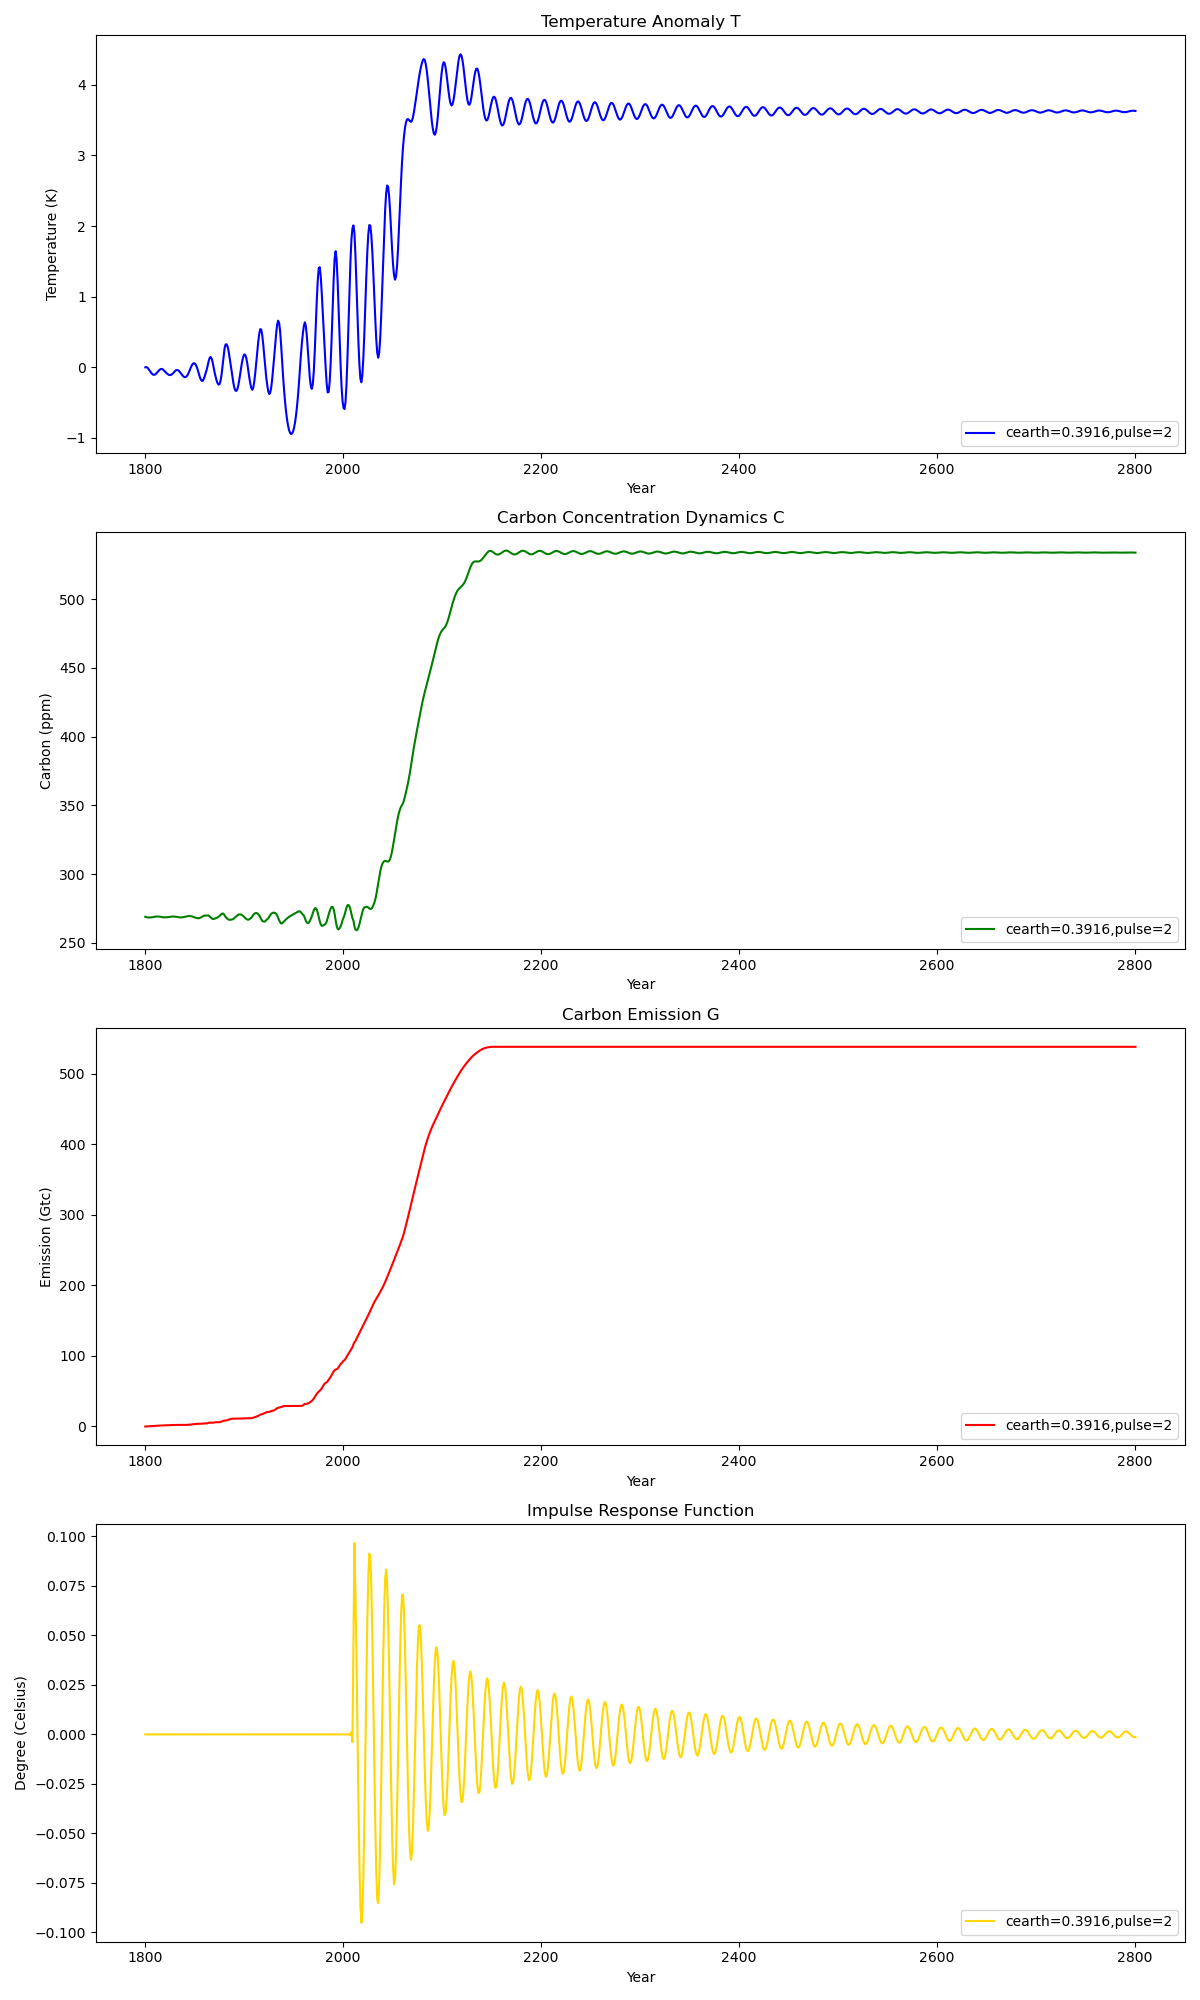 Temperature Anomaly T
4
3
2
1
0
−1
Temperature (K)
cearth=0.3916,pulse=2
1800 2000 2200 2400 2600 2800
Year
Carbon Concentration Dynamics C
500
450
400
350
300
250
Carbon (ppm)
cearth=0.3916,pulse=2
1800 2000 2200 2400 2600 2800
Year
Carbon Emission G
500
400
300
200
100
0
Emission (Gtc)
cearth=0.3916,pulse=2
1800 2000 2200 2400 2600 2800
Year
Impulse Response Function
0.100
0.075
0.050
0.025
0.000
−0.025
−0.050
−0.075
−0.100
Degree (Celsius)
cearth=0.3916,pulse=2
1800 2000 2200 2400 2600 2800
Year